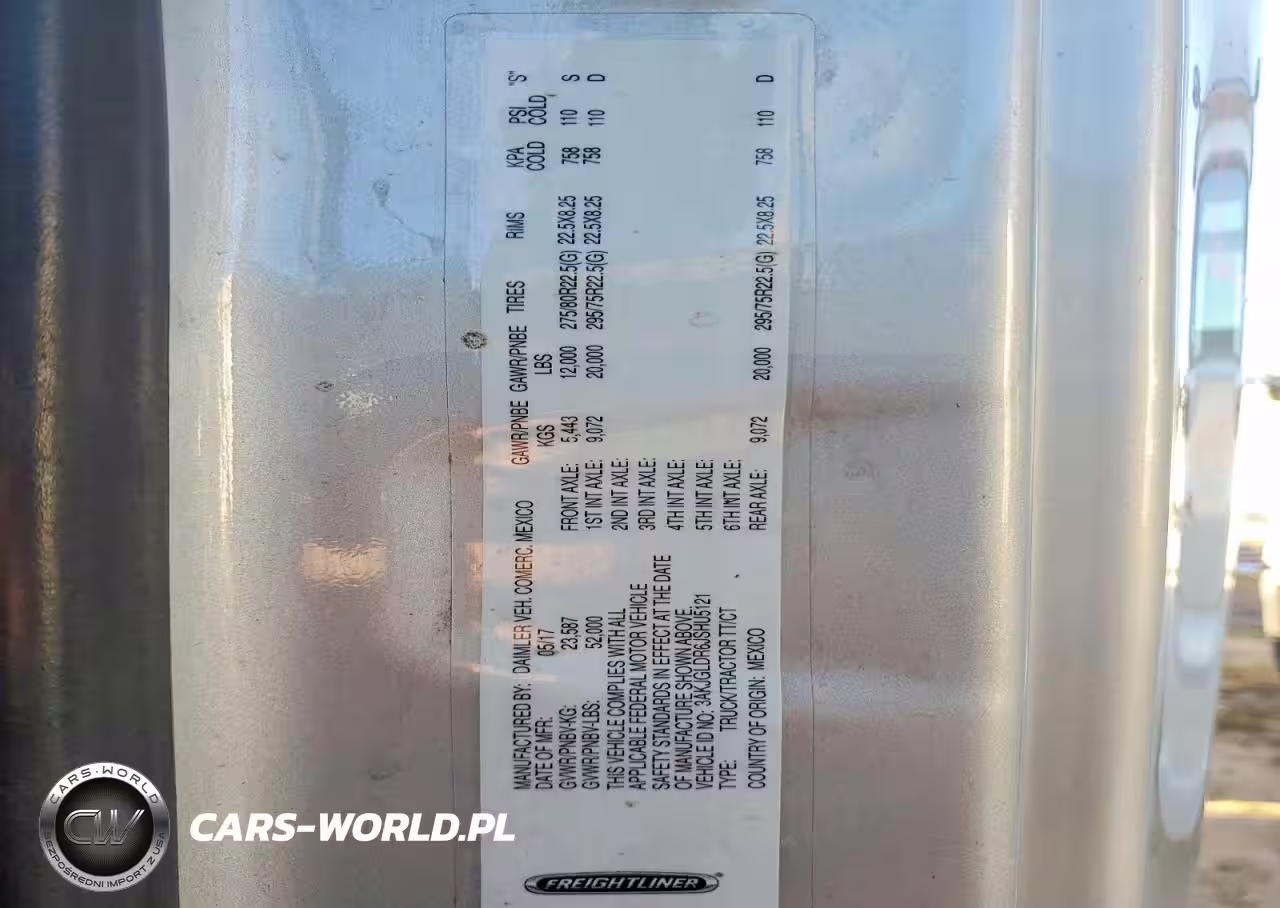 MANUFACTURED BY: DAIMLER VEH. COMERC. MEXICO
DATE OF MFR: 05/17
GVWR/PNBV-KG: 23,587
GVWR/PNBV-LBS: 52,000
THIS VEHICLE COMPLIES WITH ALL
APPLICABLE FEDERAL MOTOR VEHICLE
SAFETY STANDARDS IN EFFECT AT THE DATE
OF MANUFACTURE SHOWN ABOVE.
VEHICLE ID NO: 3AKJGLDR6JSHU5121
TYPE: TRUCK/TRACTOR TT/CT
COUNTRY OF ORIGIN: MEXICO
GAWR/PNBE GAWR/PNBE TIRES RIMS KPA PSI "S"
KGS LBS COLD COLD
FRONT AXLE: 5,443 12,000 275/80R22.5(G) 22.5X8.25 758 110 S
1ST INT AXLE: 9,072 20,000 295/75R22.5(G) 22.5X8.25 758 110 D
2ND INT AXLE:
3RD INT AXLE:
4TH INT AXLE:
5TH INT AXLE:
6TH INT AXLE:
REAR AXLE: 9,072 20,000 295/75R22.5(G) 22.5X8.25 758 110 D
FREIGHTLINER
CARS-WORLD
CW
BEZPOŚREDNI IMPORT Z USA
CARS-WORLD.PL